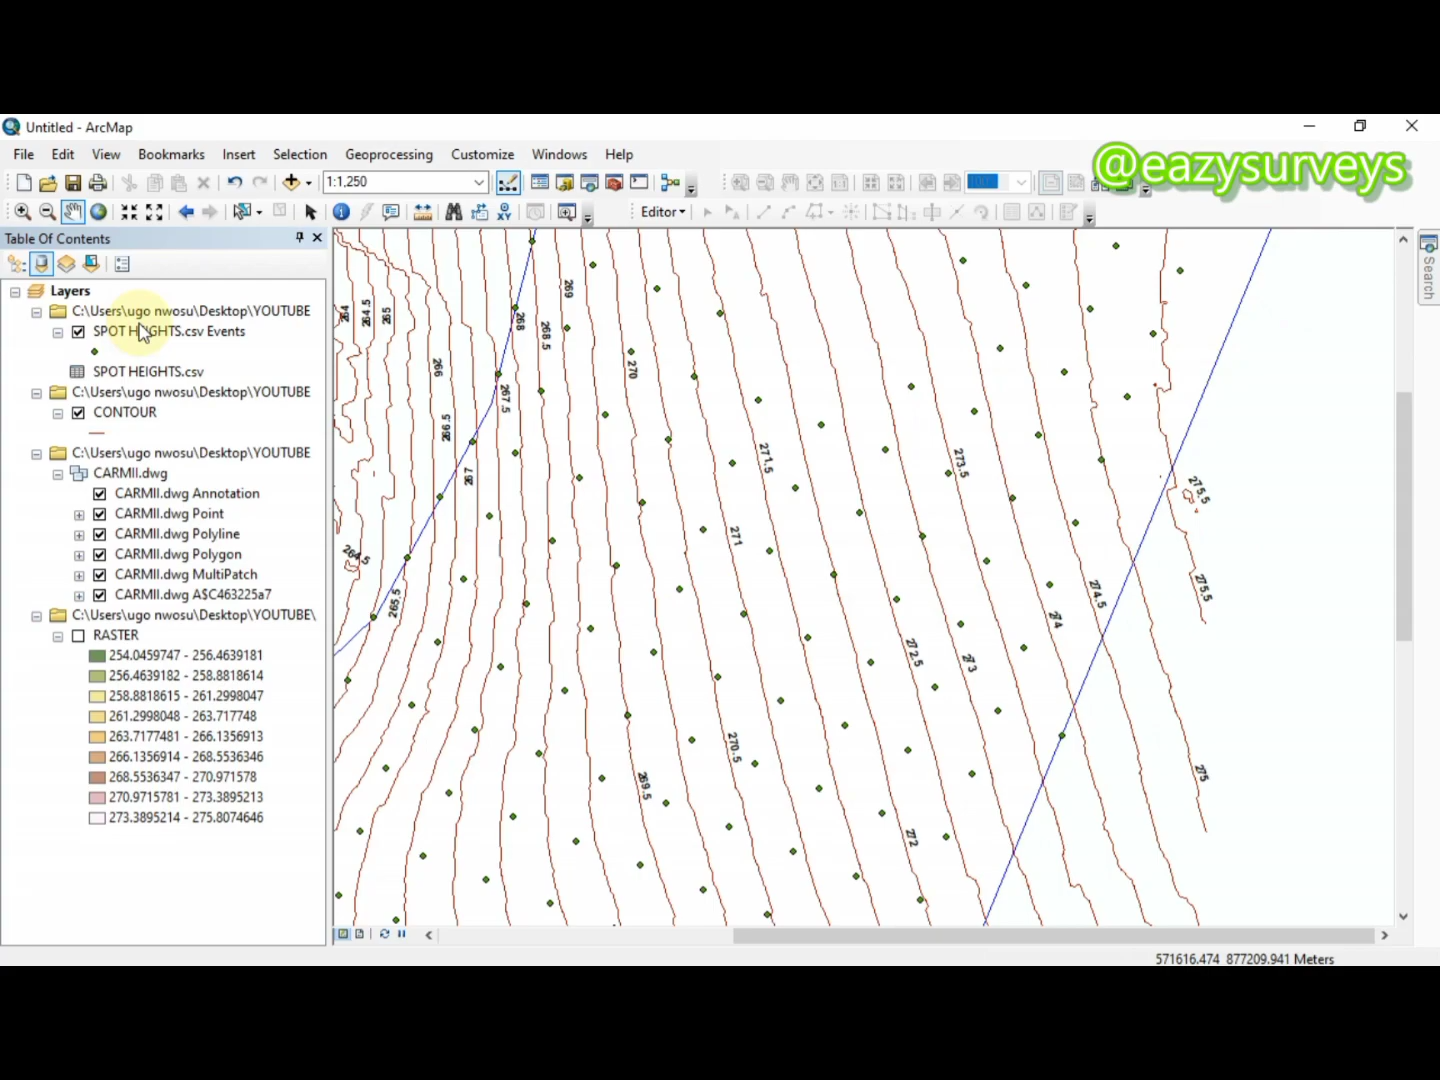 Untitled - ArcMap
@eazysurveys
File Edit View Bookmarks Insert Selection Geoprocessing Customize Windows Help
1:1,250
Editor
Table Of Contents
Search
Layers
C:\Users\ugo nwosu\Desktop\YOUTUBE
SPOT HEIGHTS.csv Events
SPOT HEIGHTS.csv
C:\Users\ugo nwosu\Desktop\YOUTUBE
CONTOUR
C:\Users\ugo nwosu\Desktop\YOUTUBE
CARMII.dwg
CARMII.dwg Annotation
CARMII.dwg Point
CARMII.dwg Polyline
CARMII.dwg Polygon
CARMII.dwg MultiPatch
CARMII.dwg A$C463225a7
C:\Users\ugo nwosu\Desktop\YOUTUBE\
RASTER
254.0459747 - 256.4639181
256.4639182 - 258.8818614
258.8818615 - 261.2998047
261.2998048 - 263.717748
263.7177481 - 266.1356913
266.1356914 - 268.5536346
268.5536347 - 270.971578
270.9715781 - 273.3895213
273.3895214 - 275.8074646
264
264.5
265
269
268
268.5
266
270
267.5
266.5
267
271.5
273.5
275.5
271
264.5
265.5
274.5
275.5
274
272.5
273
270.5
269.5
275
272
571616.474 877209.941 Meters